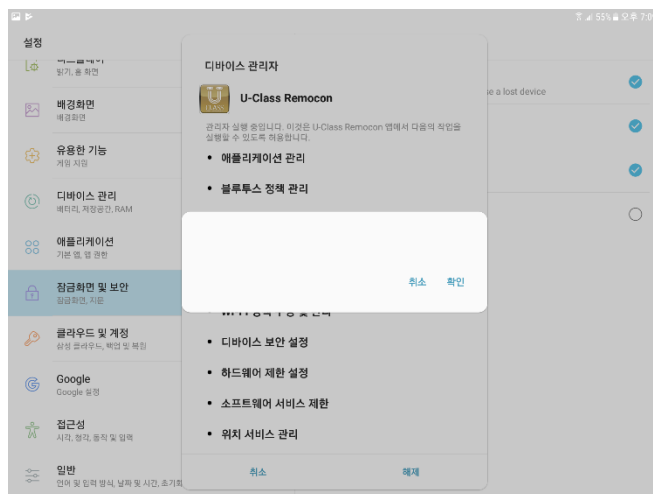 55% 오후 7:0
설정
밝기, 홈 화면
배경화면
배경화면
유용한 기능
게임 지원
디바이스 관리
배터리, 저장공간, RAM
애플리케이션
기본 앱, 앱 권한
잠금화면 및 보안
잠금화면, 지문
클라우드 및 계정
삼성 클라우드, 백업 및 복원
Google
Google 설정
접근성
시각, 청각, 동작 및 입력
일반
언어 및 입력 방식, 날짜 및 시간, 초기화
디바이스 관리자
U CLASS
U-Class Remocon
관리자 실행 중입니다. 이것은 U-Class Remocon 앱에서 다음의 작업을
실행할 수 있도록 허용합니다.
• 애플리케이션 관리
• 블루투스 정책 관리
취소 확인
• 디바이스 보안 설정
• 하드웨어 제한 설정
• 소프트웨어 서비스 제한
• 위치 서비스 관리
취소 해제
e a lost device